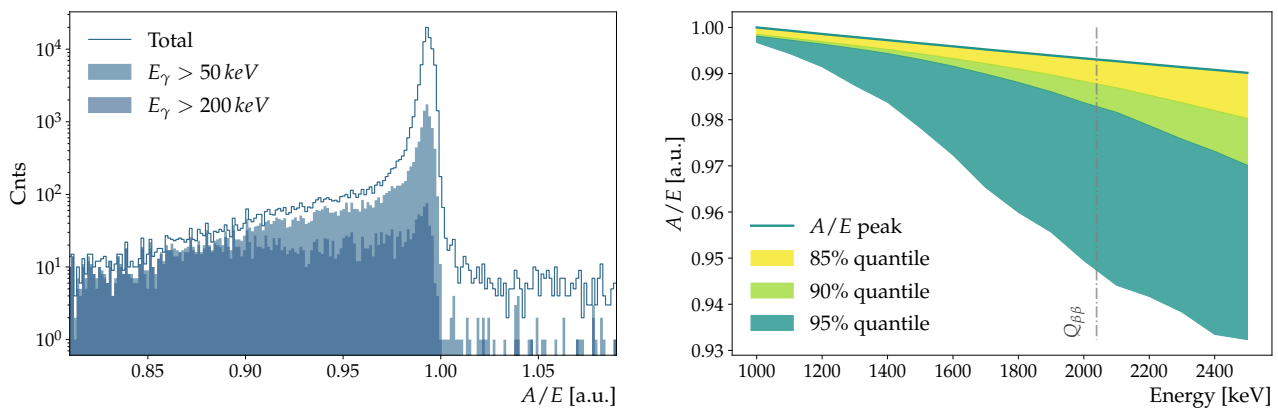 Total
E_γ > 50 keV
E_γ > 200 keV
10^4
10^3
10^2
10^1
10^0
Cnts
0.85
0.90
0.95
1.00
1.05
A/E [a.u.]
1.00
0.99
0.98
0.97
0.96
0.95
0.94
0.93
A/E [a.u.]
A/E peak
85% quantile
90% quantile
95% quantile
Q_ββ
1000
1200
1400
1600
1800
2000
2200
2400
Energy [keV]